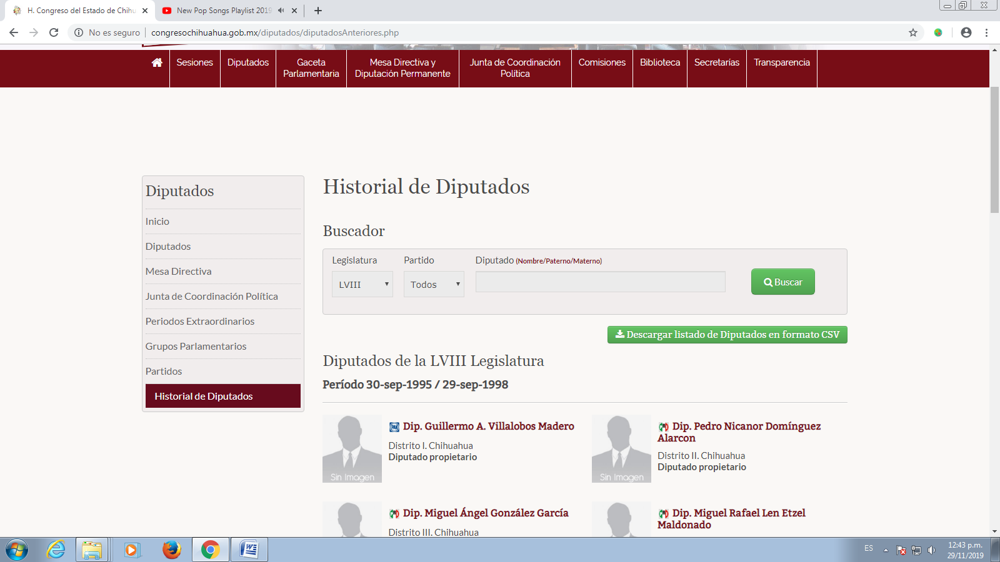 H. Congreso del Estado de Chihu
New Pop Songs Playlist 2019
No es seguro
congresochihuahua.gob.mx/diputados/diputadosAnteriores.php
Sesiones
Diputados
Gaceta
Parlamentaria
Mesa Directiva y
Diputación Permanente
Junta de Coordinación
Política
Comisiones
Biblioteca
Secretarías
Transparencia
Diputados
Inicio
Diputados
Mesa Directiva
Junta de Coordinación Política
Periodos Extraordinarios
Grupos Parlamentarios
Partidos
Historial de Diputados
Historial de Diputados
Buscador
Legislatura
Partido
Diputado (Nombre/Paterno/Materno)
LVIII
Todos
Buscar
Descargar listado de Diputados en formato CSV
Diputados de la LVIII Legislatura
Período 30-sep-1995 / 29-sep-1998
Sin Imagen
PAN Dip. Guillermo A. Villalobos Madero
Distrito I. Chihuahua
Diputado propietario
Sin Imagen
PRI Dip. Pedro Nicanor Domínguez
Alarcon
Distrito II. Chihuahua
Diputado propietario
PRI Dip. Miguel Ángel González García
Distrito III. Chihuahua
PRI Dip. Miguel Rafael Len Etzel
Maldonado
ES
12:43 p.m.
29/11/2019